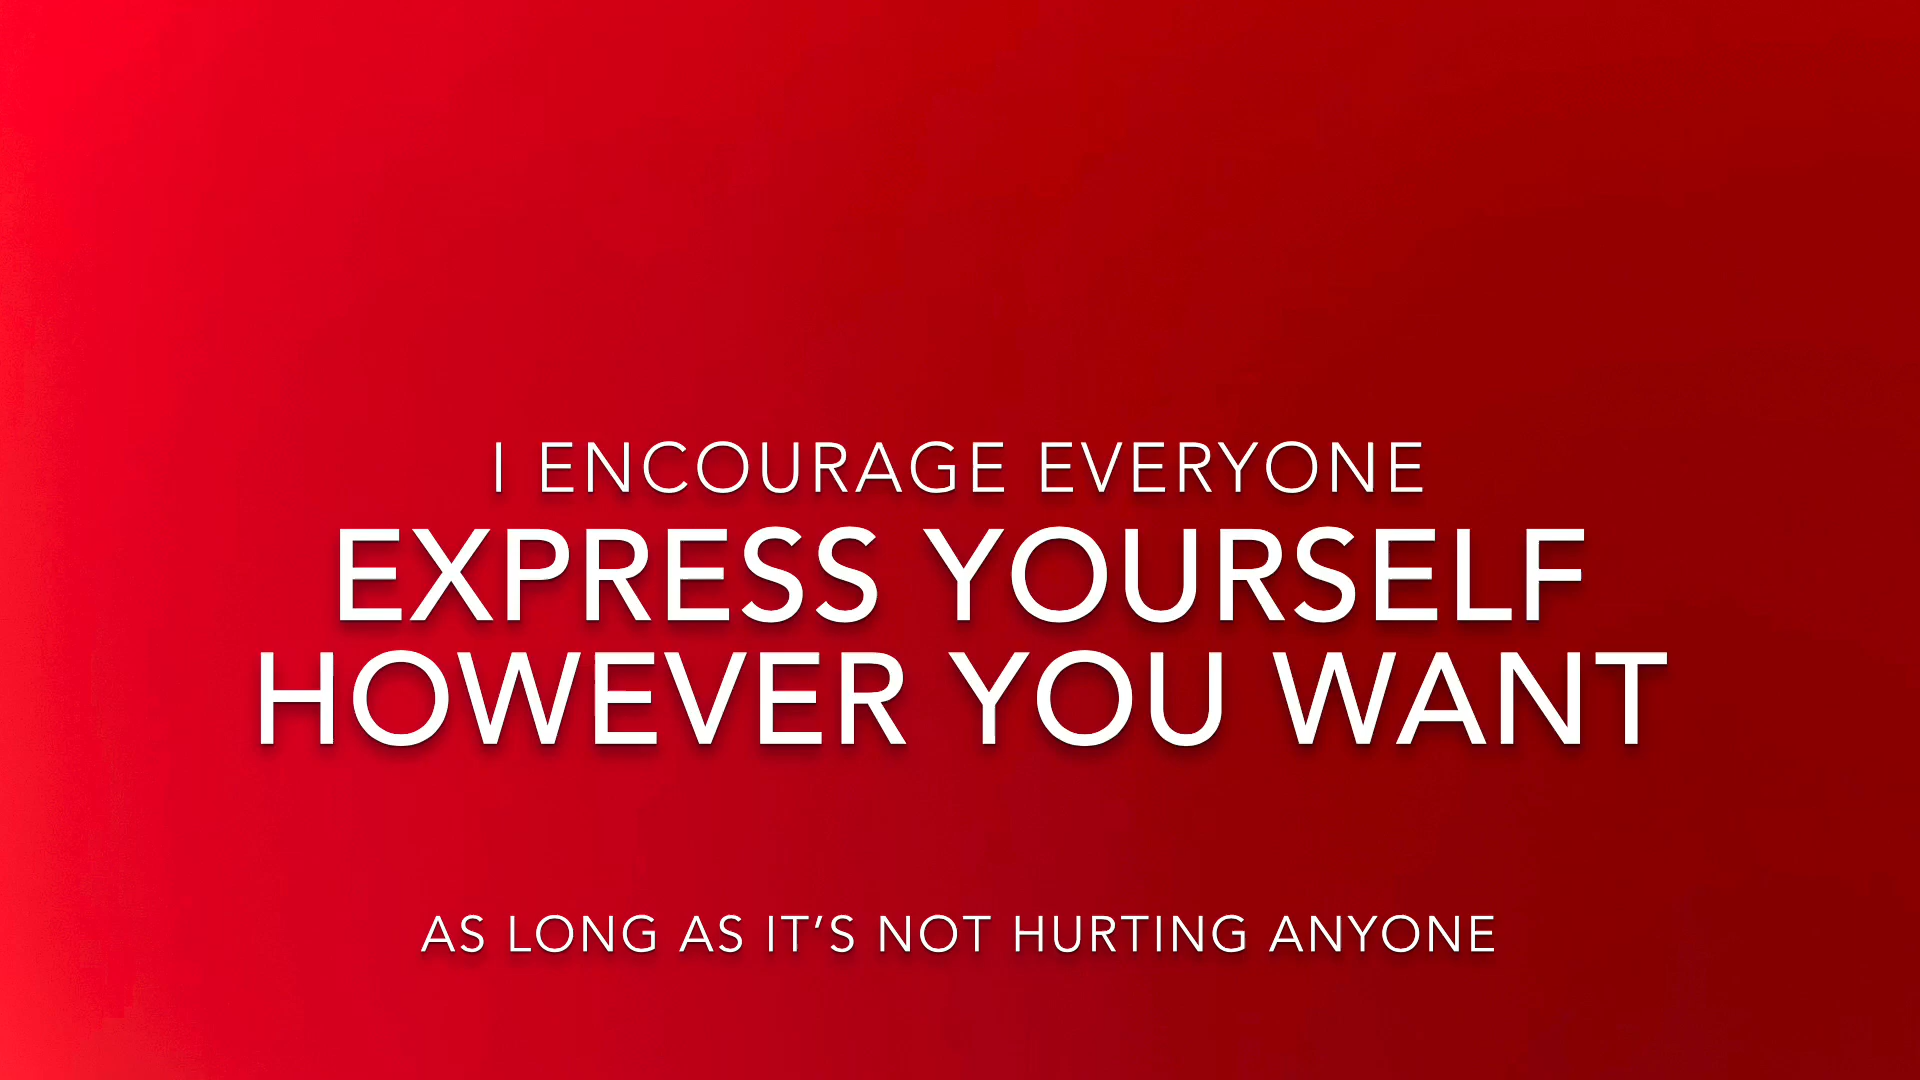 I ENCOURAGE EVERYONE
EXPRESS YOURSELF
HOWEVER YOU WANT
AS LONG AS IT’S NOT HURTING ANYONE